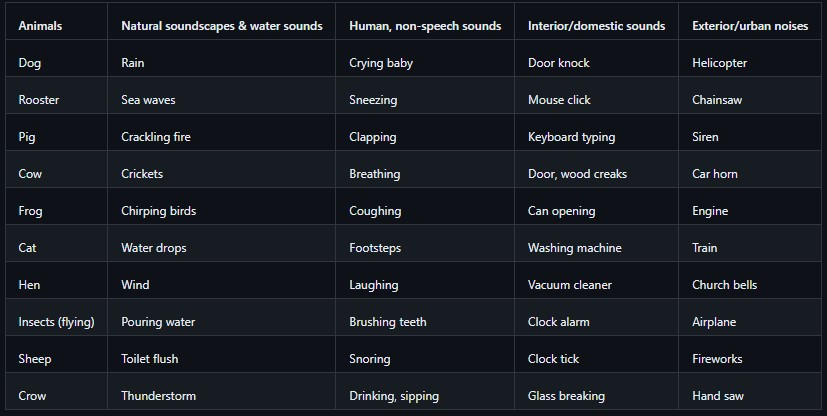 Animals Natural soundscapes & water sounds Human, non-speech sounds Interior/domestic sounds Exterior/urban noises
Dog Rain Crying baby Door knock Helicopter
Rooster Sea waves Sneezing Mouse click Chainsaw
Pig Crackling fire Clapping Keyboard typing Siren
Cow Crickets Breathing Door, wood creaks Car horn
Frog Chirping birds Coughing Can opening Engine
Cat Water drops Footsteps Washing machine Train
Hen Wind Laughing Vacuum cleaner Church bells
Insects (flying) Pouring water Brushing teeth Clock alarm Airplane
Sheep Toilet flush Snoring Clock tick Fireworks
Crow Thunderstorm Drinking, sipping Glass breaking Hand saw